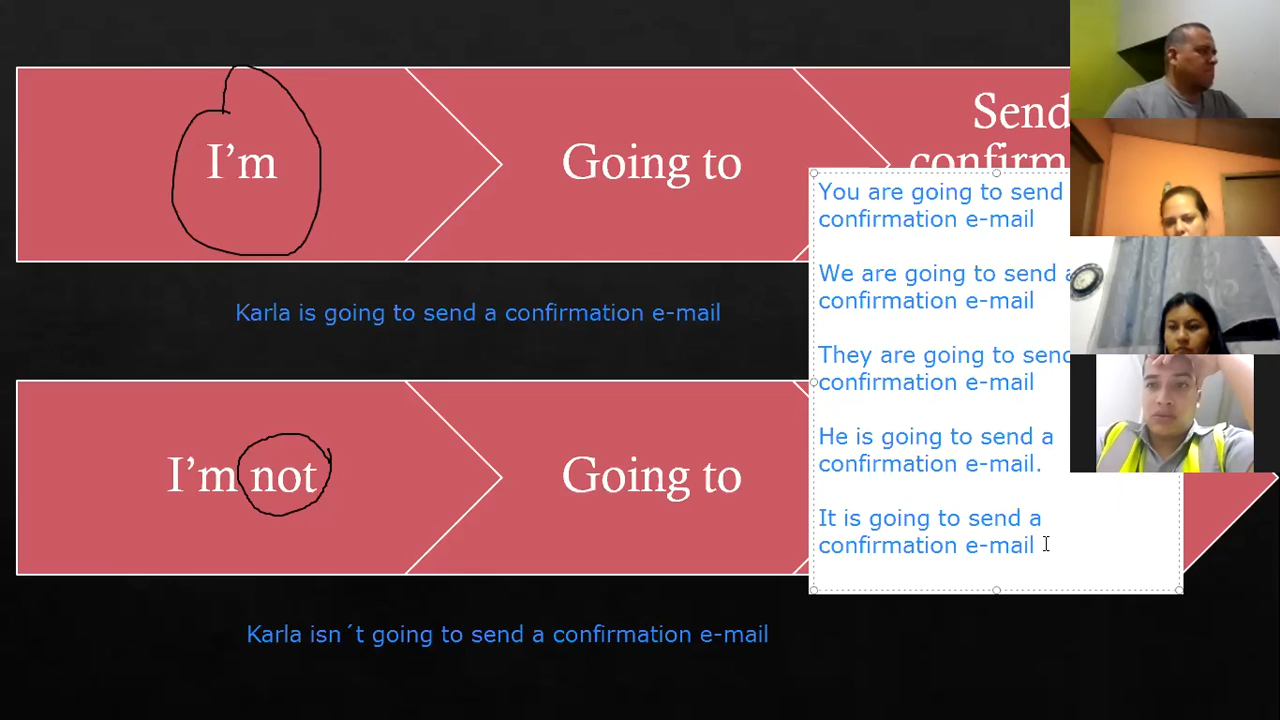 I’m
Going to
Send
confirm
You are going to send
confirmation e-mail
We are going to send a
confirmation e-mail
They are going to send
confirmation e-mail
He is going to send a
confirmation e-mail.
It is going to send a
confirmation e-mail
Karla is going to send a confirmation e-mail
I’m not
Going to
Karla isn´t going to send a confirmation e-mail